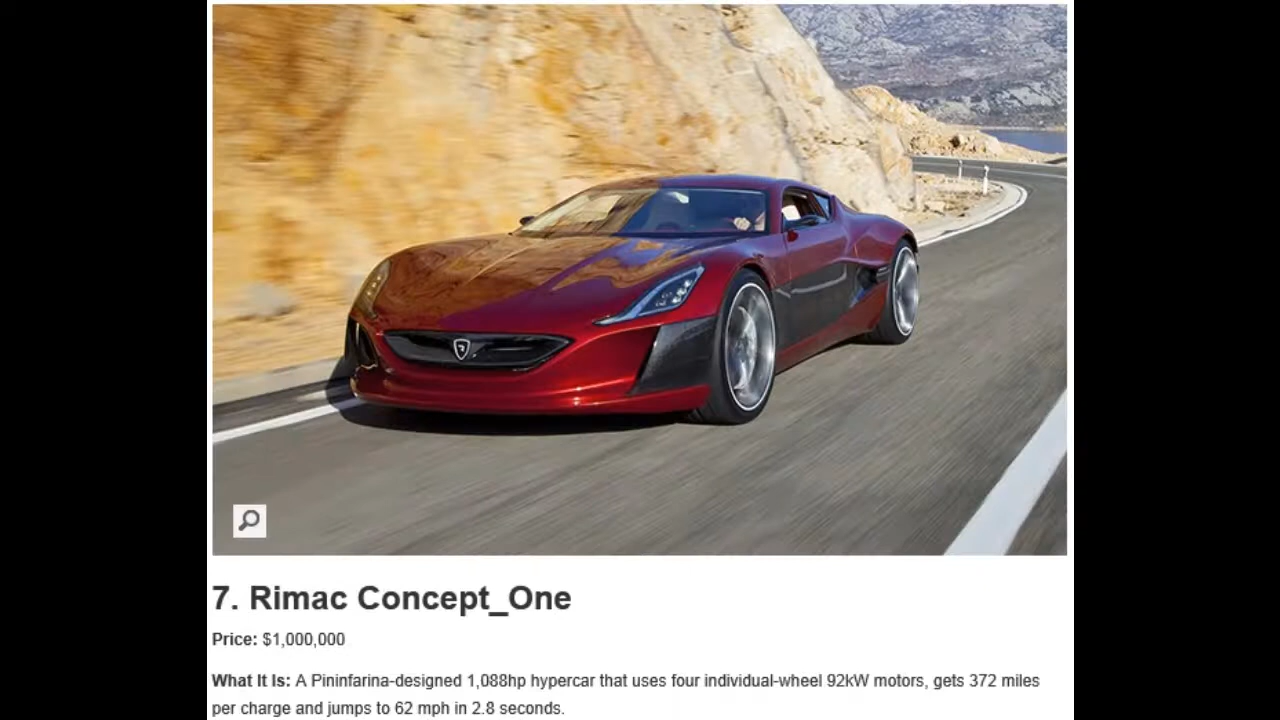 7. Rimac Concept_One
Price: $1,000,000
What It Is: A Pininfarina-designed 1,088hp hypercar that uses four individual-wheel 92kW motors, gets 372 miles
per charge and jumps to 62 mph in 2.8 seconds.